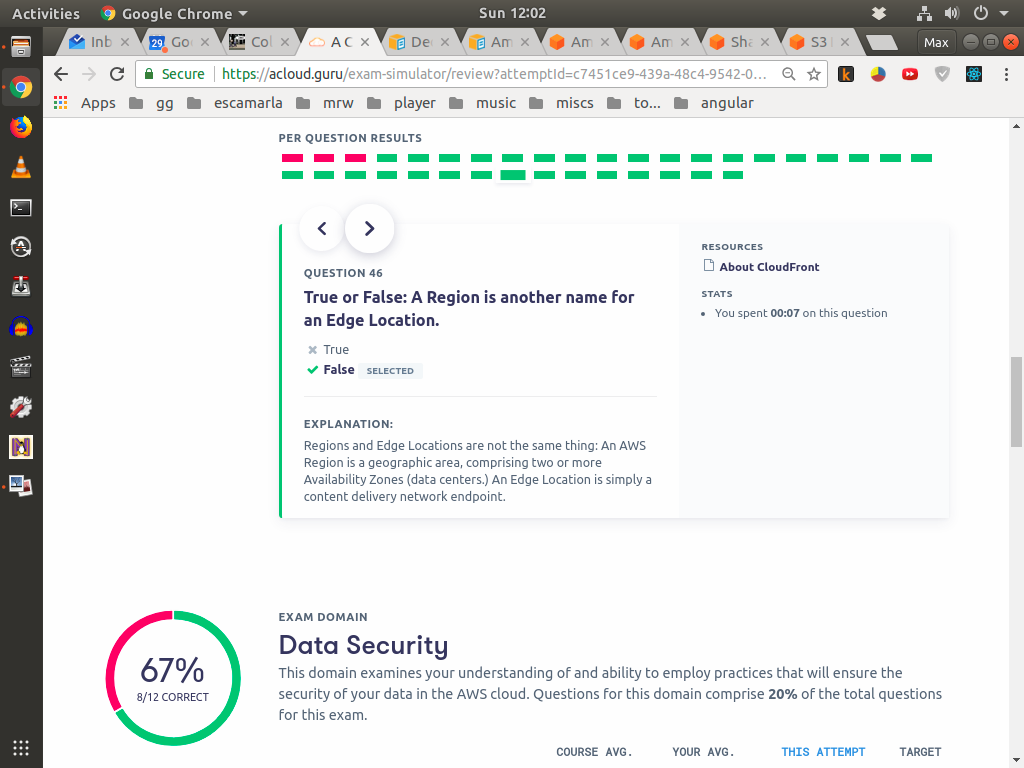 Activities Google Chrome Sun 12:02
Inb Go Col A C De Am Am Am Sha S3 Max
29
Secure https://acloud.guru/exam-simulator/review?attemptId=c7451ce9-439a-48c4-9542-0...
Apps gg escamarla mrw player music miscs to... angular
PER QUESTION RESULTS
QUESTION 46
True or False: A Region is another name for
an Edge Location.
True
False SELECTED
EXPLANATION:
Regions and Edge Locations are not the same thing: An AWS
Region is a geographic area, comprising two or more
Availability Zones (data centers.) An Edge Location is simply a
content delivery network endpoint.
RESOURCES
About CloudFront
STATS
• You spent 00:07 on this question
67%
8/12 CORRECT
EXAM DOMAIN
Data Security
This domain examines your understanding of and ability to employ practices that will ensure the
security of your data in the AWS cloud. Questions for this domain comprise 20% of the total questions
for this exam.
COURSE AVG. YOUR AVG. THIS ATTEMPT TARGET